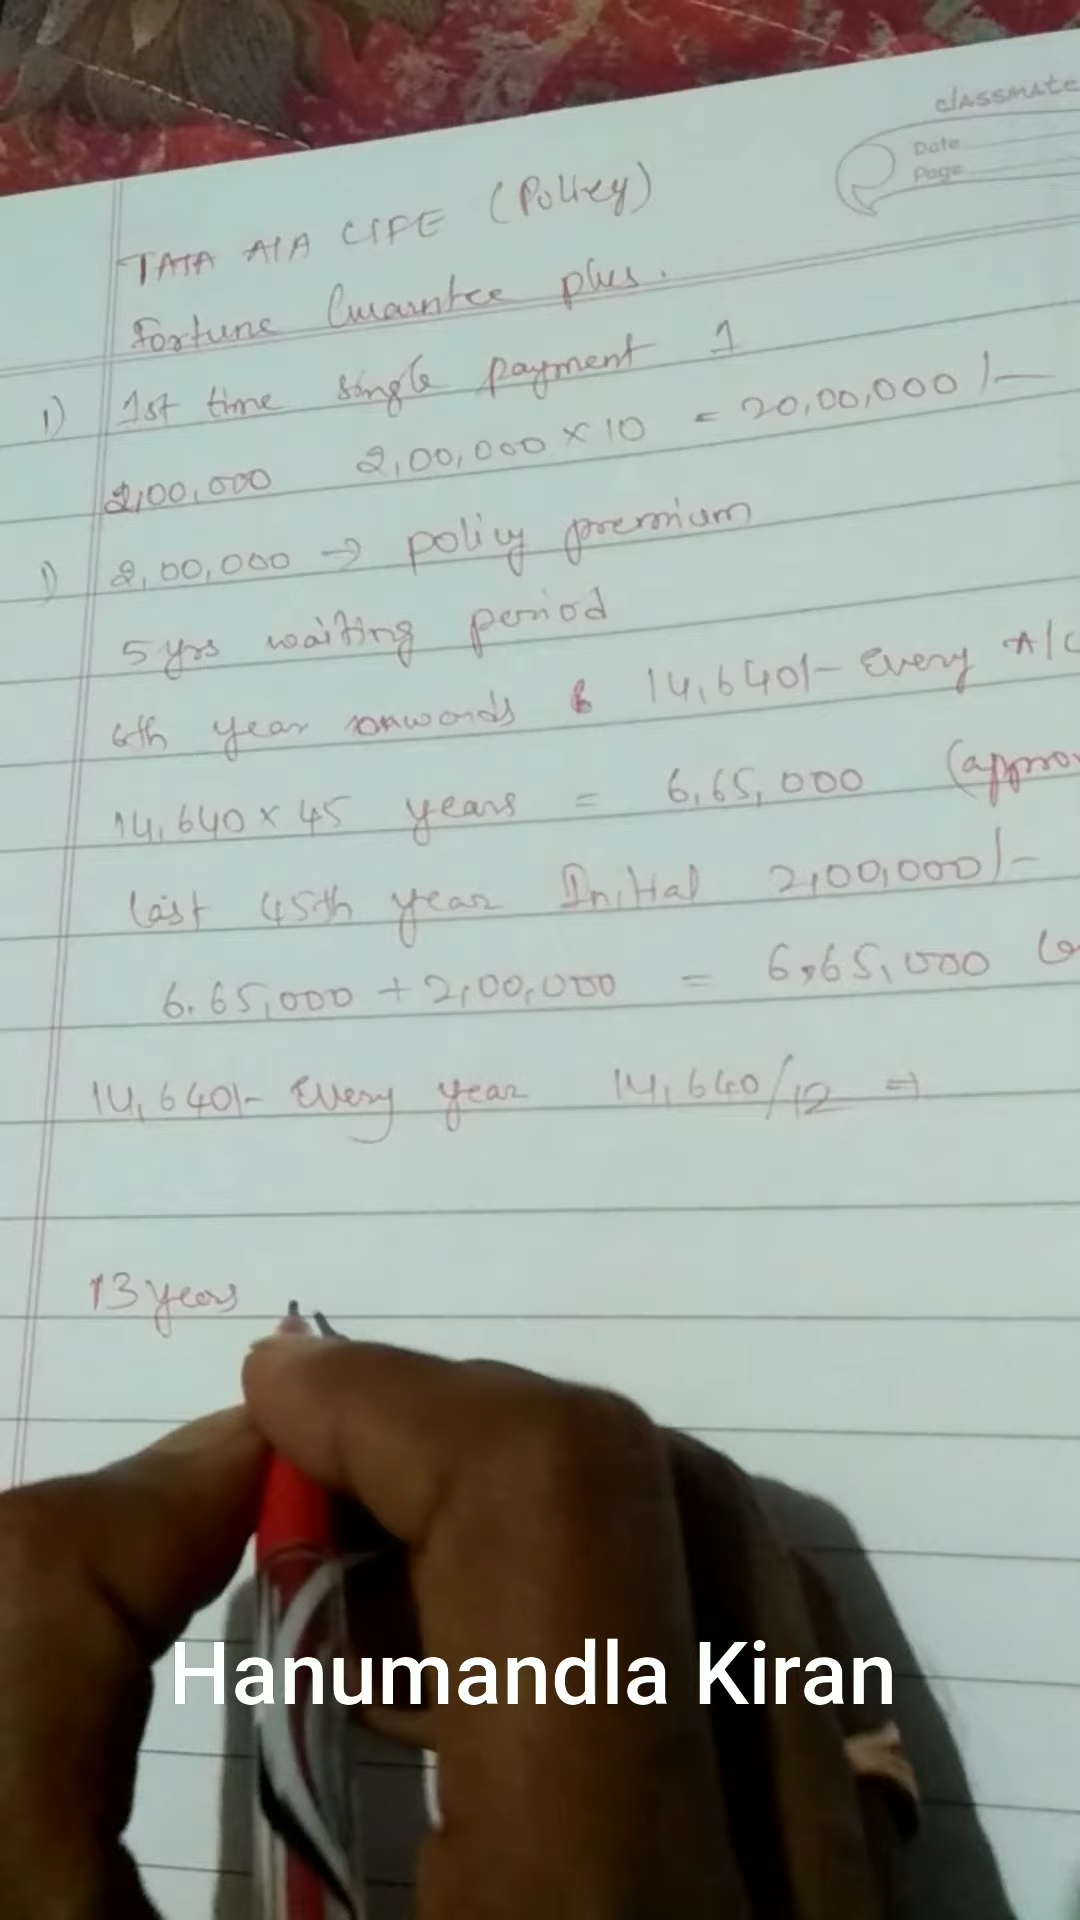 classmate
Date
Page
TATA AIA LIFE (Policy)
Fortune Guarntee plus.
1) 1st time single payment 1
2,00,000 2,00,000 × 10 = 20,00,000/-
1) 2,00,000 → policy premium
5 yrs waiting period
6th year onwords 14,640/- Every A/C
14,640 × 45 years = 6,65,000 (appro
last 45th year Initial 2,00,000/-
6.65,000 + 2,00,000 = 6,65,000
14,640/- Every year 14,640/12 ⇒
13 years
Hanumandla Kiran